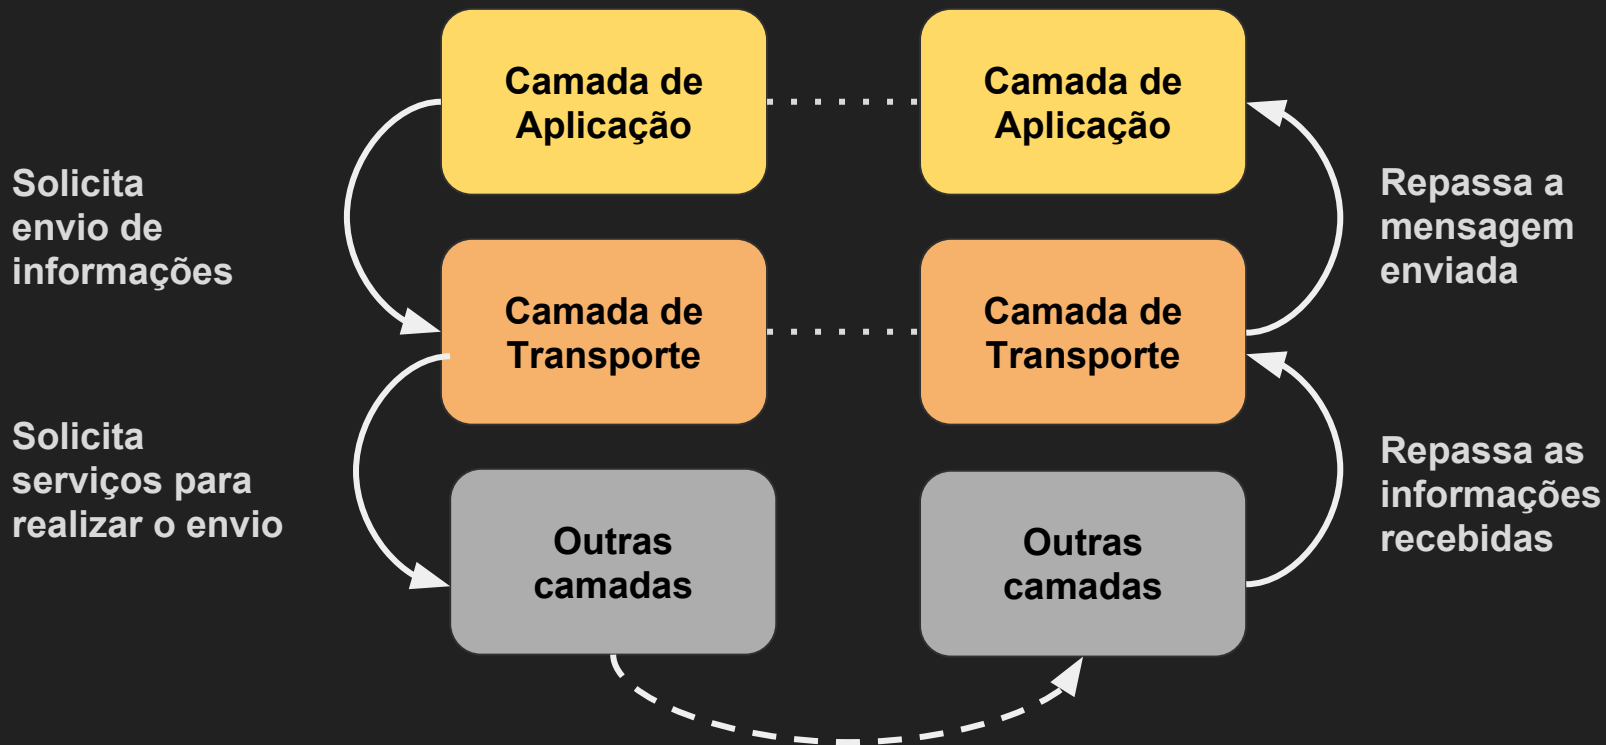 Camada de
Aplicação
Camada de
Aplicação
Solicita
envio de
informações
Repassa a
mensagem
enviada
Camada de
Transporte
Camada de
Transporte
Solicita
serviços para
realizar o envio
Repassa as
informações
recebidas
Outras
camadas
Outras
camadas